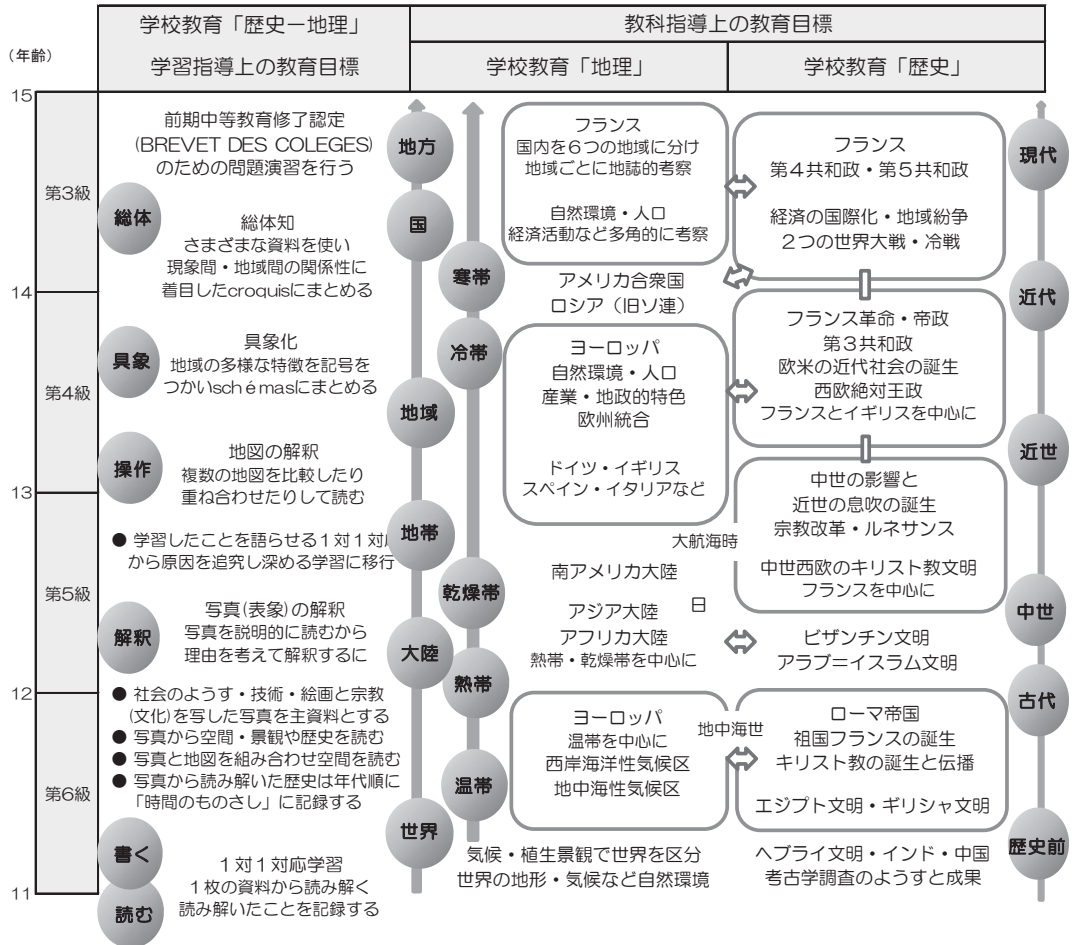 学校教育「歴史ー地理」
学習指導上の教育目標
教科指導上の教育目標
学校教育「地理」
学校教育「歴史」
（年齢）
15
14
13
12
11
第3級
第4級
第5級
第6級
前期中等教育修了認定
(BREVET DES COLEGES)
のための問題演習を行う
総体
総体知
さまざまな資料を使い
現象間・地域間の関係性に
着目したcroquisにまとめる
具象
具象化
地域の多様な特徴を記号を
つかいschémasにまとめる
操作
地図の解釈
複数の地図を比較したり
重ね合わせたりして読む
● 学習したことを語らせる１対１対応
から原因を追究し深める学習に移行
解釈
写真(表象)の解釈
写真を説明的に読むから
理由を考えて解釈するに
● 社会のようす・技術・絵画と宗教
(文化)を写した写真を主資料とする
● 写真から空間・景観や歴史を読む
● 写真と地図を組み合わせ空間を読む
● 写真から読み解いた歴史は年代順に
「時間のものさし」に記録する
書く
読む
１対１対応学習
１枚の資料から読み解く
読み解いたことを記録する
地方
国
地域
地帯
大陸
世界
寒帯
冷帯
乾燥帯
熱帯
温帯
フランス
国内を６つの地域に分け
地域ごとに地誌的考察
自然環境・人口
経済活動など多角的に考察
アメリカ合衆国
ロシア（旧ソ連）
ヨーロッパ
自然環境・人口
産業・地政的特色
欧州統合
ドイツ・イギリス
スペイン・イタリアなど
大航海時
南アメリカ大陸
日
アジア大陸
アフリカ大陸
熱帯・乾燥帯を中心に
ヨーロッパ
温帯を中心に
西岸海洋性気候区
地中海性気候区
地中海世
気候・植生景観で世界を区分
世界の地形・気候など自然環境
フランス
第４共和政・第５共和政
経済の国際化・地域紛争
２つの世界大戦・冷戦
フランス革命・帝政
第３共和政
欧米の近代社会の誕生
西欧絶対王政
フランスとイギリスを中心に
中世の影響と
近世の息吹の誕生
宗教改革・ルネサンス
中世西欧のキリスト教文明
フランスを中心に
ビザンチン文明
アラブ＝イスラム文明
ローマ帝国
祖国フランスの誕生
キリスト教の誕生と伝播
エジプト文明・ギリシャ文明
ヘブライ文明・インド・中国
考古学調査のようすと成果
現代
近代
近世
中世
古代
歴史前